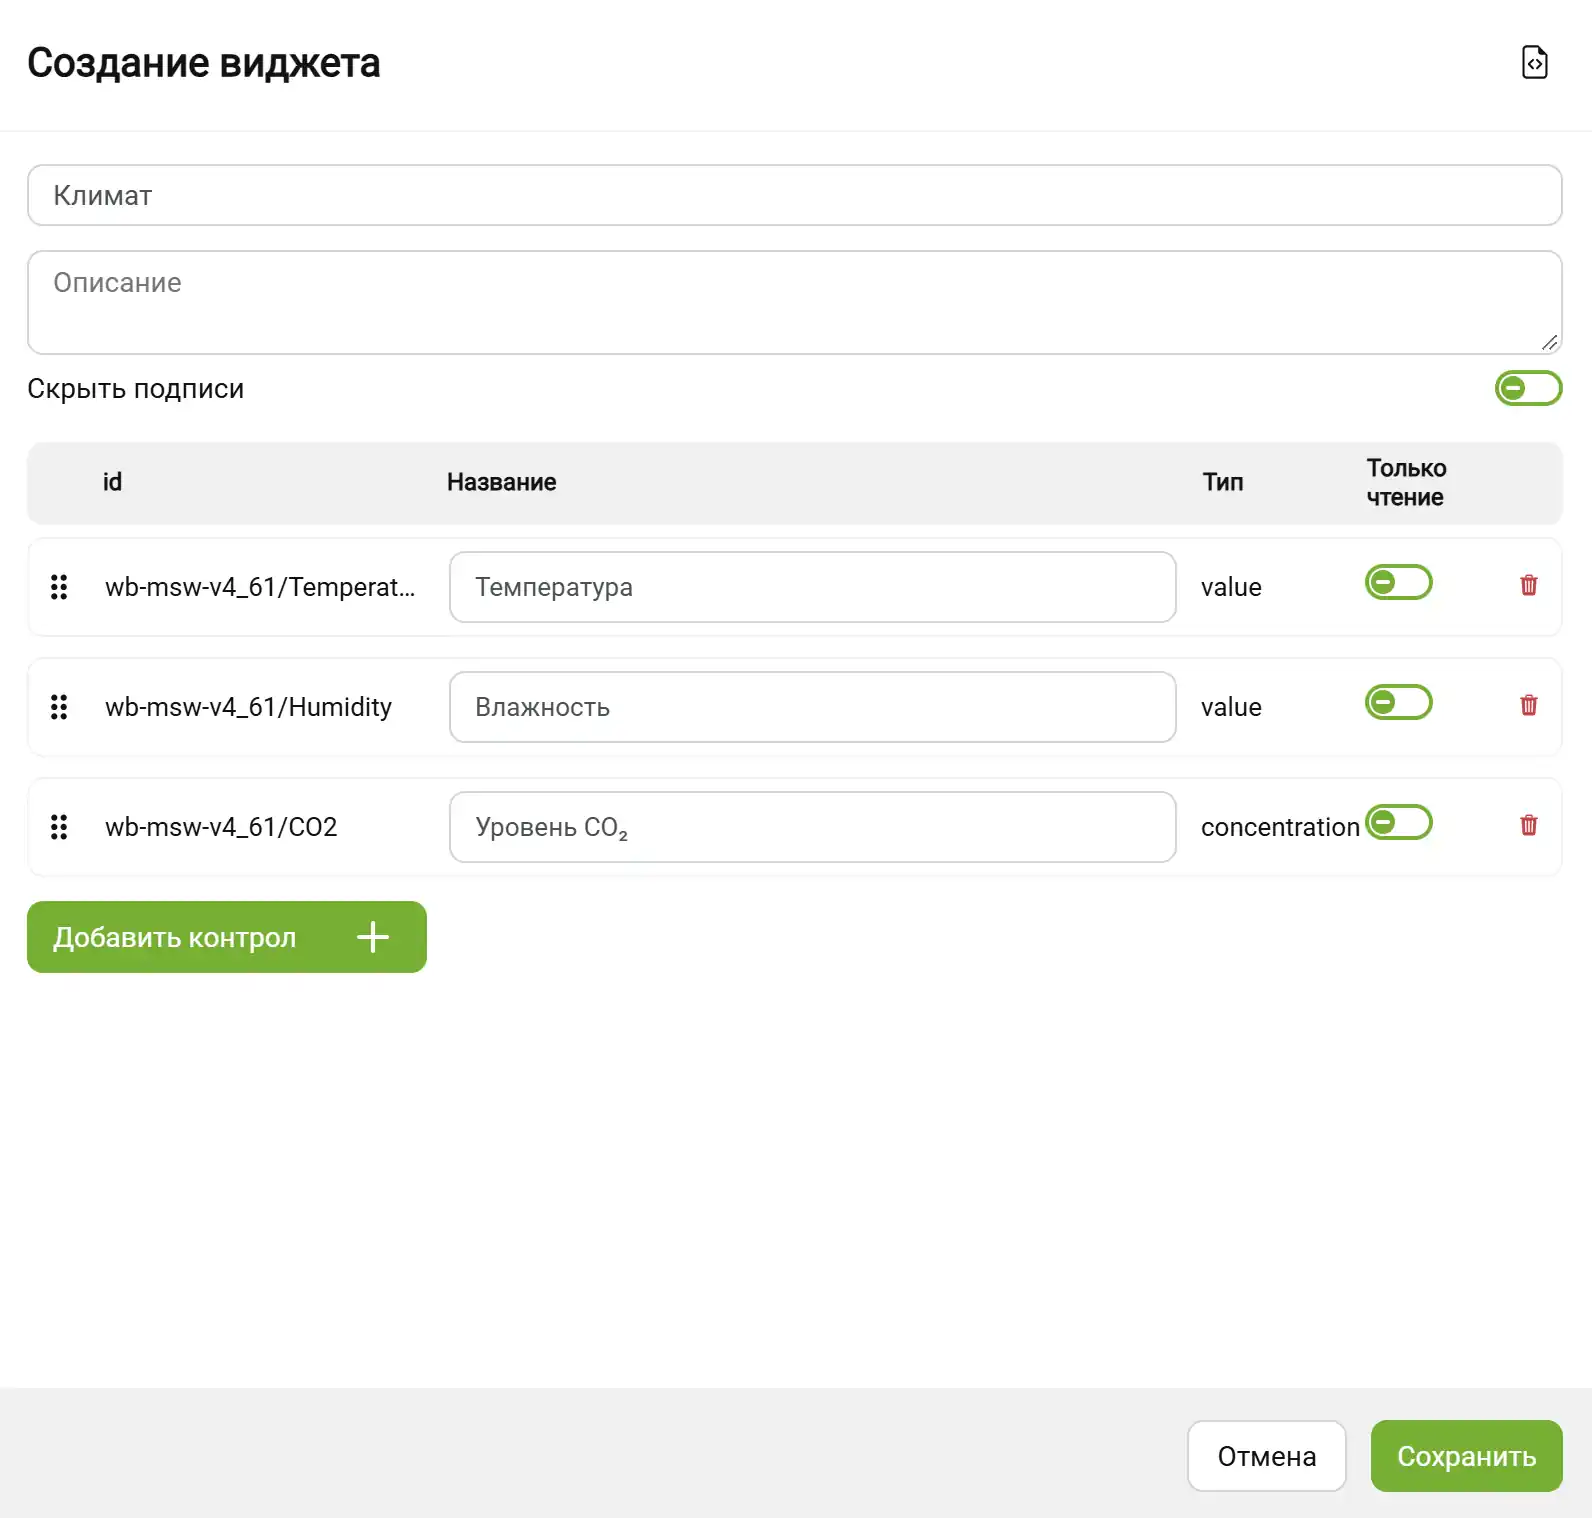 Создание виджета
Климат
Описание
Скрыть подписи
id Название Тип Только чтение
wb-msw-v4_61/Temperat... Температура value
wb-msw-v4_61/Humidity Влажность value
wb-msw-v4_61/CO2 Уровень CO₂ concentration
Добавить контрол
Отмена Сохранить